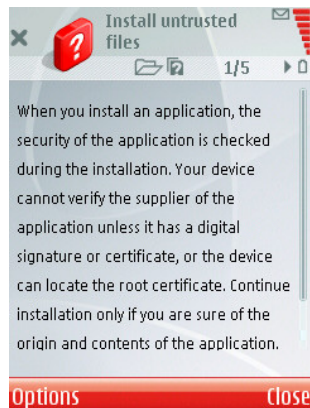 Install untrusted
files
1/5
When you install an application, the
security of the application is checked
during the installation. Your device
cannot verify the supplier of the
application unless it has a digital
signature or certificate, or the device
can locate the root certificate. Continue
installation only if you are sure of the
origin and contents of the application.
Options Close